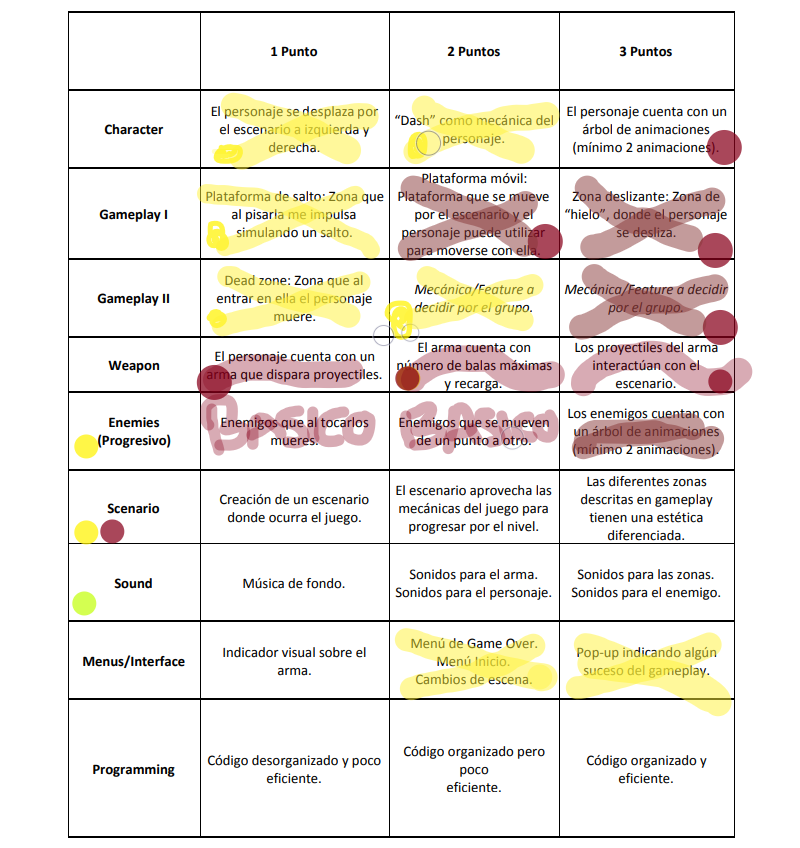 1 Punto
2 Puntos
3 Puntos
Character
El personaje se desplaza por
el escenario a izquierda y
derecha.
“Dash” como mecánica del
personaje.
El personaje cuenta con un
árbol de animaciones
(mínimo 2 animaciones).
Gameplay I
Plataforma de salto: Zona que
al pisarla me impulsa
simulando un salto.
Plataforma móvil:
Plataforma que se mueve
por el escenario y el
personaje puede utilizar
para moverse con ella.
Zona deslizante: Zona de
“hielo”, donde el personaje
se desliza.
Gameplay II
Dead zone: Zona que al
entrar en ella el personaje
muere.
Mecánica/Feature a
decidir por el grupo.
Mecánica/Feature a decidir
por el grupo.
Weapon
El personaje cuenta con un
arma que dispara proyectiles.
El arma cuenta con
número de balas máximas
y recarga.
Los proyectiles del arma
interactúan con el
escenario.
Enemies
(Progresivo)
BASICO
Enemigos que al tocarlos
mueres.
BASICO
Enemigos que se mueven
de un punto a otro.
Los enemigos cuentan con
un árbol de animaciones
(mínimo 2 animaciones).
Scenario
Creación de un escenario
donde ocurra el juego.
El escenario aprovecha las
mecánicas del juego para
progresar por el nivel.
Las diferentes zonas
descritas en gameplay
tienen una estética
diferenciada.
Sound
Música de fondo.
Sonidos para el arma.
Sonidos para el personaje.
Sonidos para las zonas.
Sonidos para el enemigo.
Menus/Interface
Indicador visual sobre el
arma.
Menú de Game Over.
Menú Inicio.
Cambios de escena.
Pop-up indicando algún
suceso del gameplay.
Programming
Código desorganizado y poco
eficiente.
Código organizado pero
poco
eficiente.
Código organizado y
eficiente.